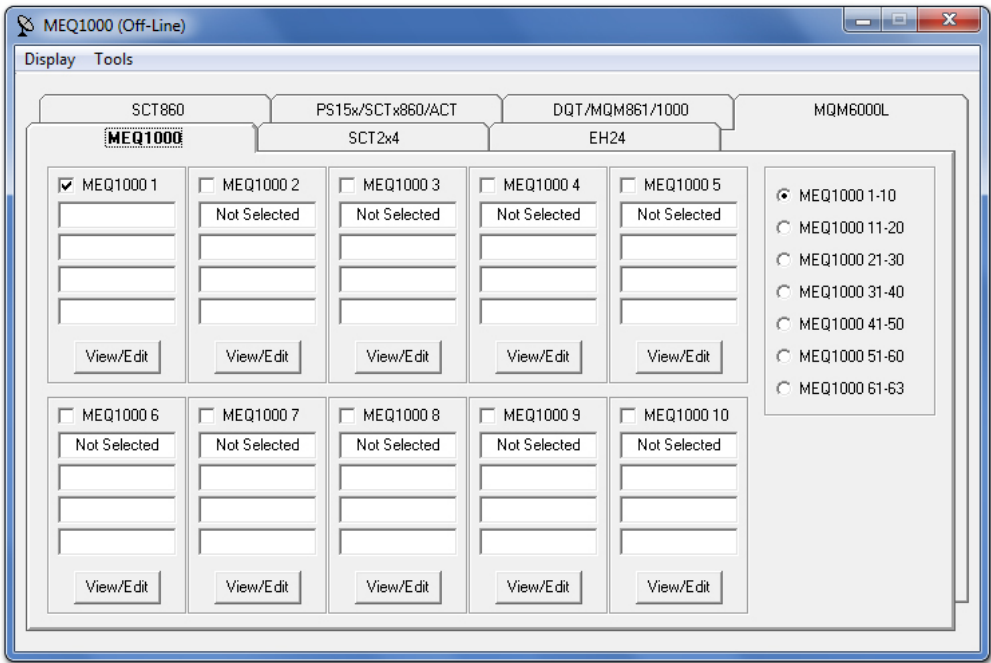 MEQ1000 (Off-Line)
Display Tools
SCT860 PS15x/SCTx860/ACT DQT/MQM861/1000 MQM6000L
MEQ1000 SCT2x4 EH24
MEQ1000 1 MEQ1000 2 MEQ1000 3 MEQ1000 4 MEQ1000 5
Not Selected Not Selected Not Selected Not Selected
View/Edit View/Edit View/Edit View/Edit View/Edit
MEQ1000 6 MEQ1000 7 MEQ1000 8 MEQ1000 9 MEQ1000 10
Not Selected Not Selected Not Selected Not Selected Not Selected
View/Edit View/Edit View/Edit View/Edit View/Edit
MEQ1000 1-10
MEQ1000 11-20
MEQ1000 21-30
MEQ1000 31-40
MEQ1000 41-50
MEQ1000 51-60
MEQ1000 61-63